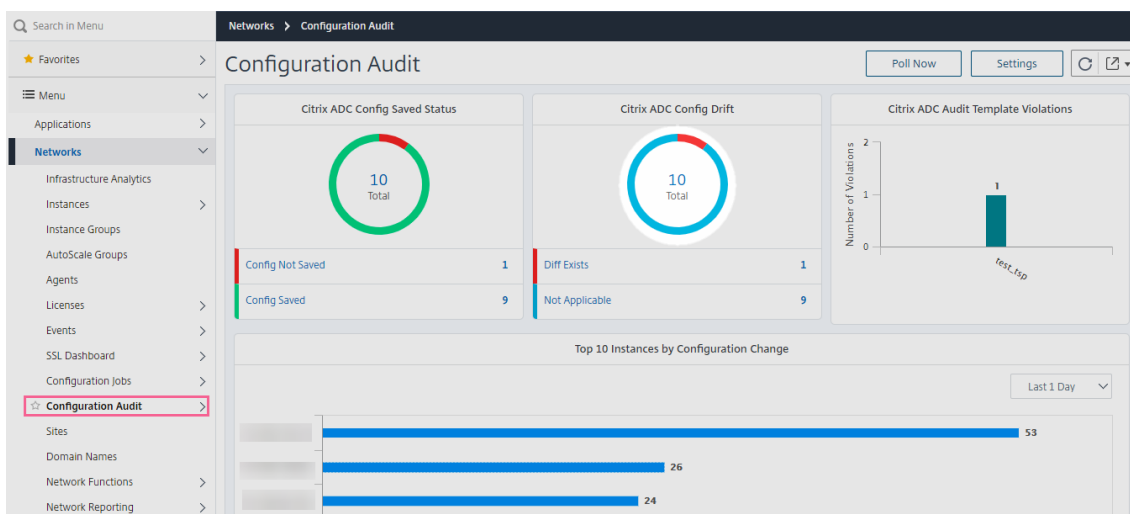 Search in Menu
Favorites
Menu
Applications
Networks
Infrastructure Analytics
Instances
Instance Groups
AutoScale Groups
Agents
Licenses
Events
SSL Dashboard
Configuration Jobs
Configuration Audit
Sites
Domain Names
Network Functions
Network Reporting
Networks > Configuration Audit
Configuration Audit
Poll Now
Settings
Citrix ADC Config Saved Status
10
Total
Config Not Saved 1
Config Saved 9
Citrix ADC Config Drift
10
Total
Diff Exists 1
Not Applicable 9
Citrix ADC Audit Template Violations
Number of Violations
2
1
0
1
test_tsp
Top 10 Instances by Configuration Change
Last 1 Day
53
26
24